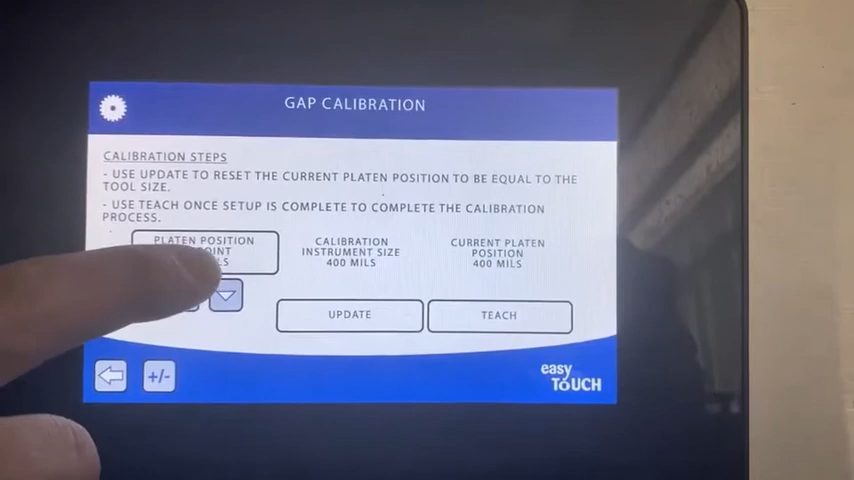 GAP CALIBRATION
CALIBRATION STEPS
- USE UPDATE TO RESET THE CURRENT PLATEN POSITION TO BE EQUAL TO THE
TOOL SIZE.
- USE TEACH ONCE SETUP IS COMPLETE TO COMPLETE THE CALIBRATION
PROCESS.
PLATEN POSITION
CALIBRATION
INSTRUMENT SIZE
400 MILS
CURRENT PLATEN
POSITION
400 MILS
UPDATE
TEACH
+/-
easy
TOUCH